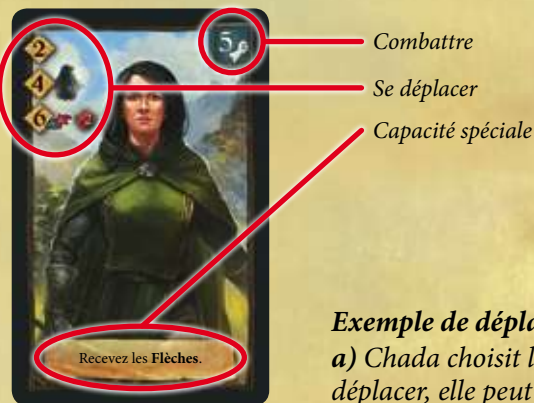 2
5
4
6
Recevez les Flèches.
Combattre
Se déplacer
Capacité spéciale
Exemple de dépla
a) Chada choisit l
déplacer, elle peut